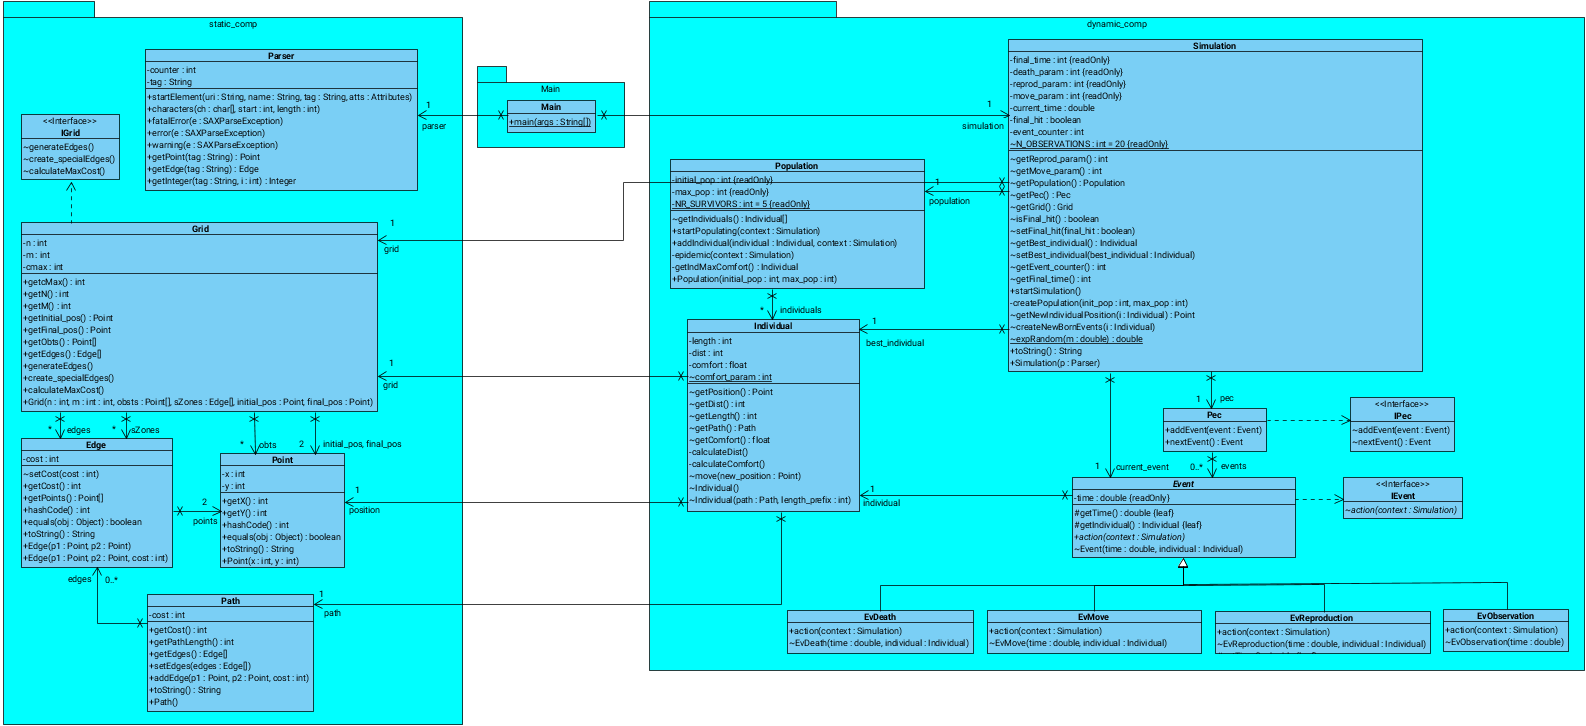 static_comp
Parser
-counter : int
-tag : String
+startElement(uri : String, name : String, tag : String, atts : Attributes)
+characters(ch : char[], start : int, length : int)
+fatalError(e : SAXParseException)
+error(e : SAXParseException)
+warning(e : SAXParseException)
+getPoint(tag : String) : Point
+getEdge(tag : String) : Edge
+getInteger(tag : String, i : int) : Integer
<<Interface>>
IGrid
~generateEdges()
~create_specialEdges()
~calculateMaxCost()
Grid
-n : int
-m : int
-cmax : int
+getcMax() : int
+getN() : int
+getM() : int
+getInitial_pos() : Point
+getFinal_pos() : Point
+getObts() : Point[]
+getEdges() : Edge[]
+generateEdges()
+create_specialEdges()
+calculateMaxCost()
+Grid(n : int, m : int : int, obsts : Point[], sZones : Edge[], initial_pos : Point, final_pos : Point)
* edges
* sZones
* obts
2 initial_pos, final_pos
Edge
-cost : int
~setCost(cost : int)
+getCost() : int
+getPoints() : Point[]
+hashCode() : int
+equals(obj : Object) : boolean
+toString() : String
+Edge(p1 : Point, p2 : Point)
+Edge(p1 : Point, p2 : Point, cost : int)
2
points
Point
-x : int
-y : int
+getX() : int
+getY() : int
+hashCode() : int
+equals(obj : Object) : boolean
+toString() : String
+Point(x : int, y : int)
edges 0..*
Path
-cost : int
+getCost() : int
+getPathLength() : int
+getEdges() : Edge[]
+setEdges(edges : Edge[])
+addEdge(p1 : Point, p2 : Point, cost : int)
+toString() : String
+Path()
Main
Main
+main(args : String[])
1
parser
1
simulation
1
grid
1
grid
1
position
1
path
dynamic_comp
Simulation
-final_time : int {readOnly}
-death_param : int {readOnly}
-reprod_param : int {readOnly}
-move_param : int {readOnly}
-current_time : double
-final_hit : boolean
-event_counter : int
~N_OBSERVATIONS : int = 20 {readOnly}
~getReprod_param() : int
~getMove_param() : int
~getPopulation() : Population
~getPec() : Pec
~getGrid() : Grid
~isFinal_hit() : boolean
~setFinal_hit(final_hit : boolean)
~getBest_individual() : Individual
~setBest_individual(best_individual : Individual)
~getEvent_counter() : int
~getFinal_time() : int
+startSimulation()
-createPopulation(init_pop : int, max_pop : int)
~getNewIndividualPosition(i : Individual) : Point
~createNewBornEvents(i : Individual)
~expRandom(m : double) : double
+toString() : String
+Simulation(p : Parser)
Population
-initial_pop : int {readOnly}
-max_pop : int {readOnly}
-NR_SURVIVORS : int = 5 {readOnly}
~getIndividuals() : Individual[]
+startPopulating(context : Simulation)
+addIndividual(individual : Individual, context : Simulation)
-epidemic(context : Simulation)
-getIndMaxComfort() : Individual
+Population(initial_pop : int, max_pop : int)
1
population
* individuals
Individual
-length : int
-dist : int
-comfort : float
~comfort_param : int
~getPosition() : Point
~getDist() : int
~getLength() : int
~getPath() : Path
~getComfort() : float
-calculateDist()
-calculateComfort()
~move(new_position : Point)
~Individual()
~Individual(path : Path, length_prefix : int)
1
best_individual
1 pec
Pec
+addEvent(event : Event)
+nextEvent() : Event
<<Interface>>
IPec
~addEvent(event : Event)
~nextEvent() : Event
1 current_event
0..* events
1
individual
Event
-time : double {readOnly}
#getTime() : double {leaf}
#getIndividual() : Individual {leaf}
+action(context : Simulation)
~Event(time : double, individual : Individual)
<<Interface>>
IEvent
~action(context : Simulation)
EvDeath
+action(context : Simulation)
~EvDeath(time : double, individual : Individual)
EvMove
+action(context : Simulation)
~EvMove(time : double, individual : Individual)
EvReproduction
+action(context : Simulation)
~EvReproduction(time : double, individual : Individual)
EvObservation
+action(context : Simulation)
~EvObservation(time : double)